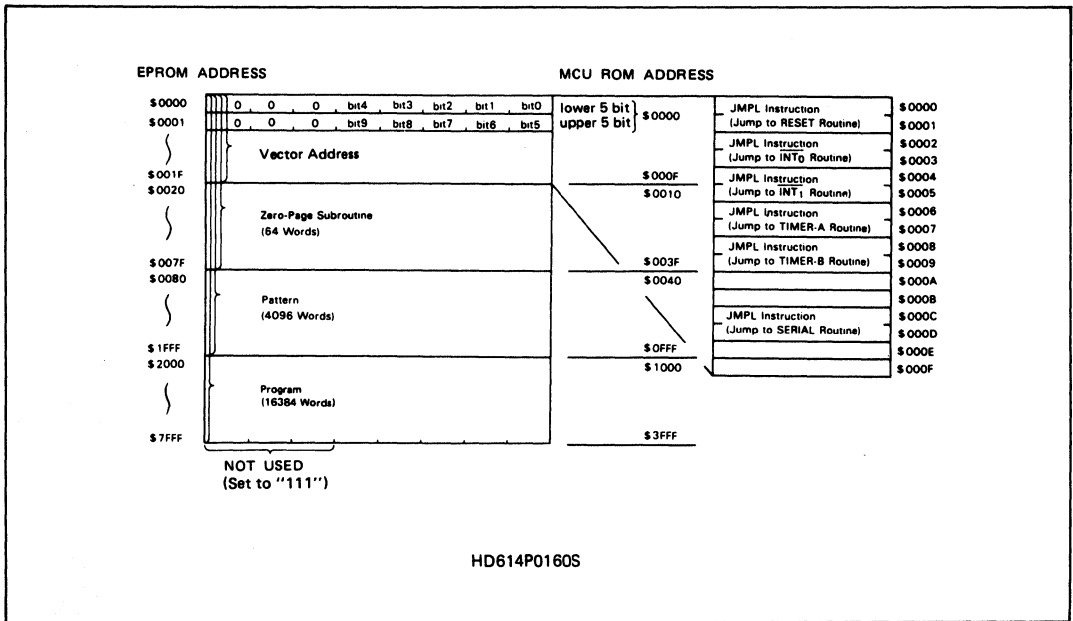 EPROM ADDRESS
MCU ROM ADDRESS
$0000
0 0 0 bit4 bit3 bit2 bit1 bit0
lower 5 bit
$0001
0 0 0 bit9 bit8 bit7 bit6 bit5
upper 5 bit
$0000
Vector Address
$001F
$000F
$0020
$0010
Zero-Page Subroutine
(64 Words)
$007F
$003F
$0080
$0040
Pattern
(4096 Words)
$1FFF
$0FFF
$2000
$1000
Program
(16384 Words)
$7FFF
$3FFF
NOT USED
(Set to "111")
JMPL Instruction
(Jump to RESET Routine)
$0000
$0001
JMPL Instruction
(Jump to INT0 Routine)
$0002
$0003
JMPL Instruction
(Jump to INT1 Routine)
$0004
$0005
JMPL Instruction
(Jump to TIMER-A Routine)
$0006
$0007
JMPL Instruction
(Jump to TIMER-B Routine)
$0008
$0009
$000A
$000B
JMPL Instruction
(Jump to SERIAL Routine)
$000C
$000D
$000E
$000F
HD614P0160S